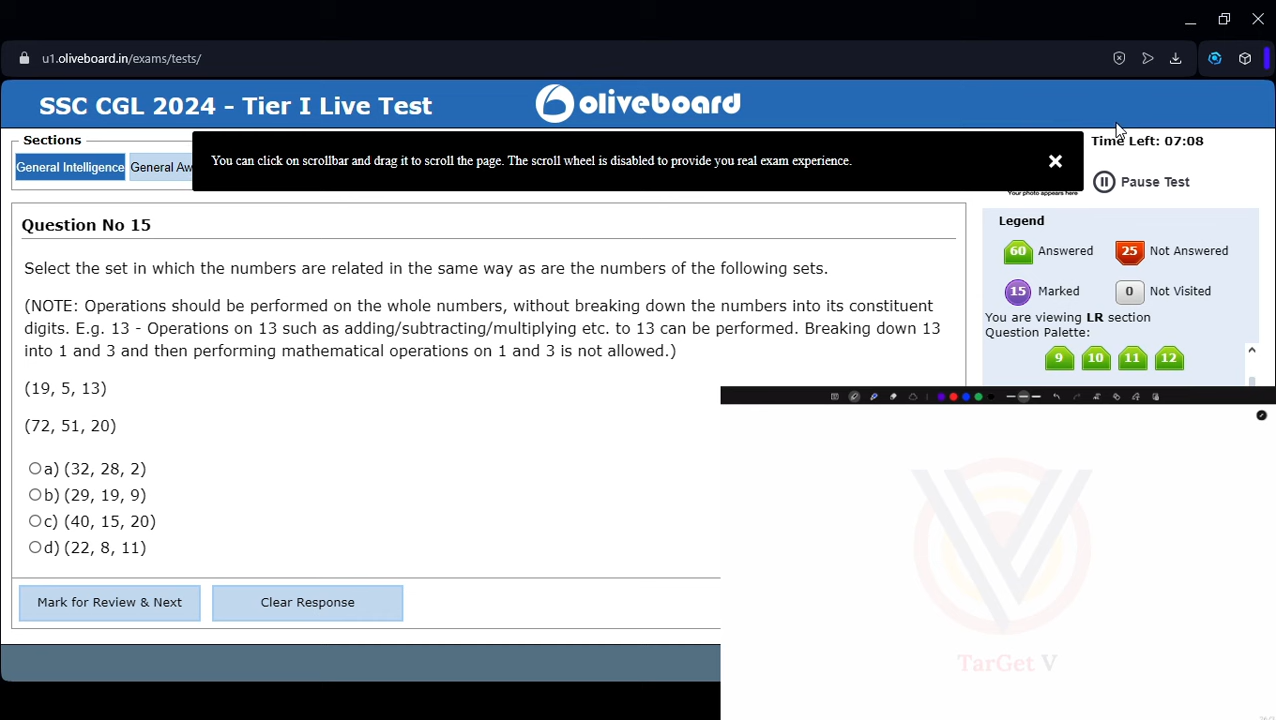 u1.oliveboard.in/exams/tests/
SSC CGL 2024 - Tier I Live Test
oliveboard
Sections
General Intelligence
General Aw
You can click on scrollbar and drag it to scroll the page. The scroll wheel is disabled to provide you real exam experience.
Time Left: 07:08
Your photo appears here
Pause Test
Question No 15
Select the set in which the numbers are related in the same way as are the numbers of the following sets.
(NOTE: Operations should be performed on the whole numbers, without breaking down the numbers into its constituent
digits. E.g. 13 - Operations on 13 such as adding/subtracting/multiplying etc. to 13 can be performed. Breaking down 13
into 1 and 3 and then performing mathematical operations on 1 and 3 is not allowed.)
(19, 5, 13)
(72, 51, 20)
a) (32, 28, 2)
b) (29, 19, 9)
c) (40, 15, 20)
d) (22, 8, 11)
Mark for Review & Next
Clear Response
Legend
60 Answered
25 Not Answered
15 Marked
0 Not Visited
You are viewing LR section
Question Palette:
9 10 11 12
TarGet V